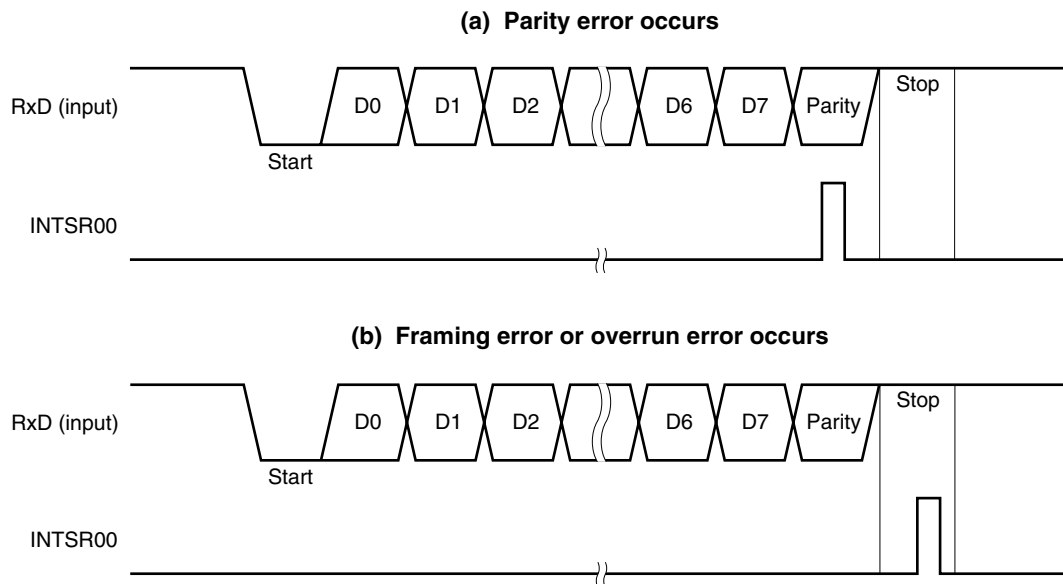 (a) Parity error occurs
RxD (input)
D0 D1 D2 D6 D7 Parity Stop
Start
INTSR00
(b) Framing error or overrun error occurs
RxD (input)
D0 D1 D2 D6 D7 Parity Stop
Start
INTSR00